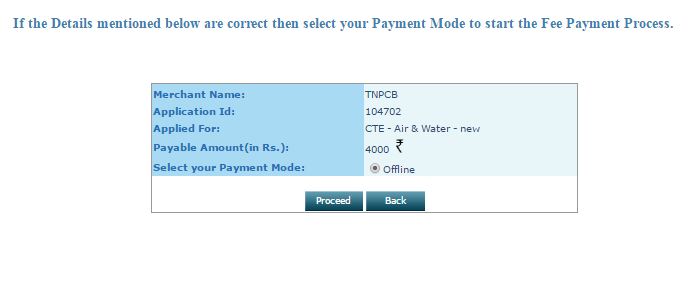 If the Details mentioned below are correct then select your Payment Mode to start the Fee Payment Process.
Merchant Name: TNPCB
Application Id: 104702
Applied For: CTE - Air & Water - new
Payable Amount(in Rs.): 4000 ₹
Select your Payment Mode: Offline
Proceed Back